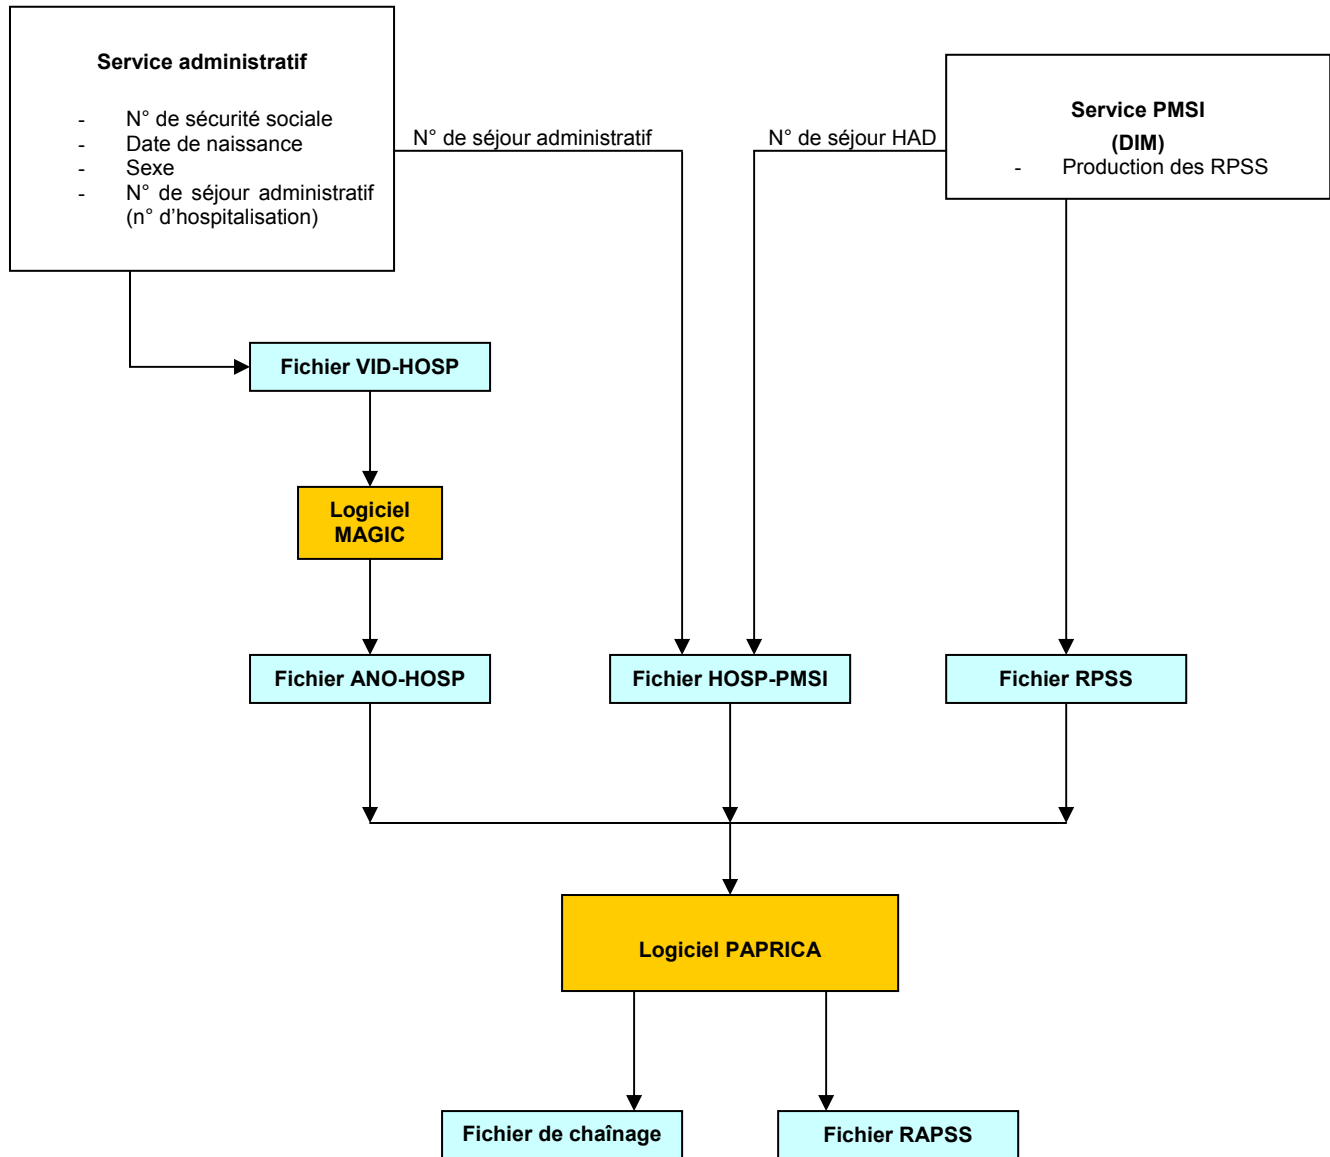 Service administratif
- N° de sécurité sociale
- Date de naissance
- Sexe
- N° de séjour administratif
(n° d'hospitalisation)
N° de séjour administratif
N° de séjour HAD
Service PMSI
(DIM)
- Production des RPSS
Fichier VID-HOSP
Logiciel
MAGIC
Fichier ANO-HOSP
Fichier HOSP-PMSI
Fichier RPSS
Logiciel PAPRICA
Fichier de chaînage
Fichier RAPSS